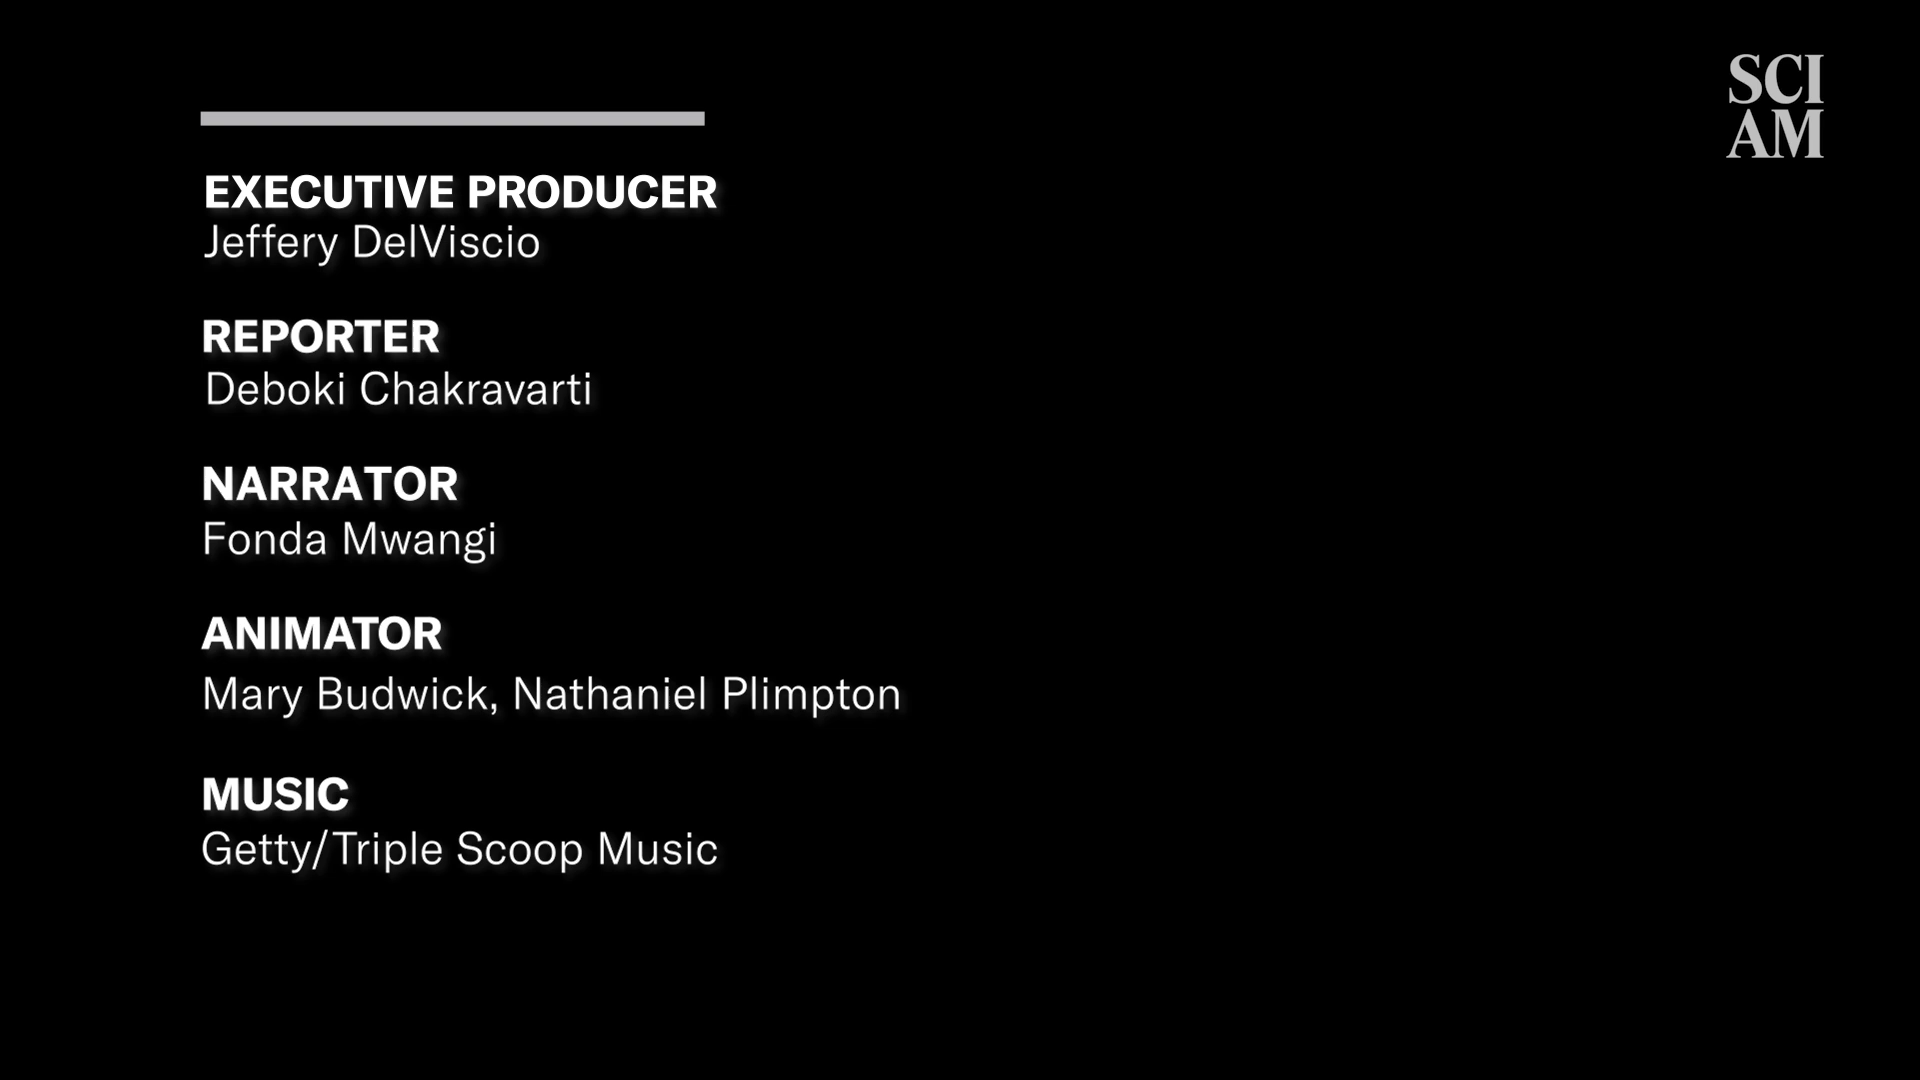 SCI
AM
EXECUTIVE PRODUCER
Jeffery DelViscio
REPORTER
Deboki Chakravarti
NARRATOR
Fonda Mwangi
ANIMATOR
Mary Budwick, Nathaniel Plimpton
MUSIC
Getty/Triple Scoop Music